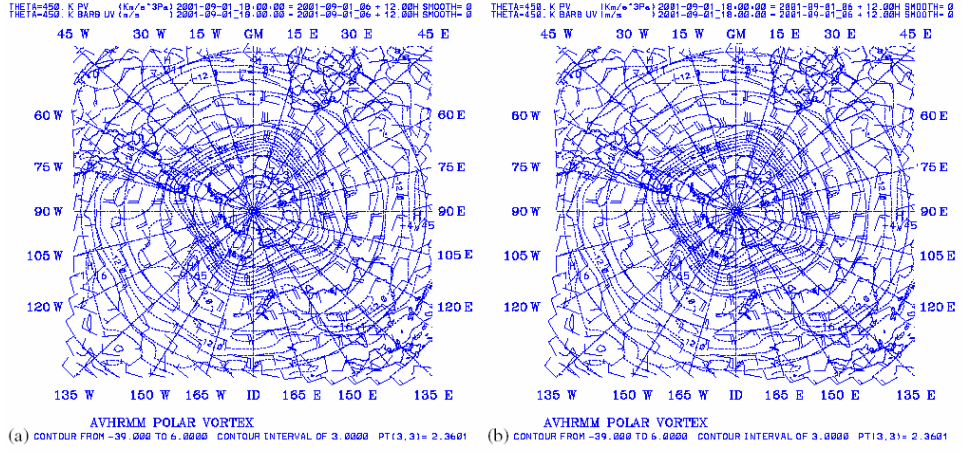 THETA=450. K PV (Km/s^3Pa) 2001-09-01_18:00:00 = 2001-09-01_06 + 12.00H SMOOTH= 0
THETA=450. K BARB UV (m/s ) 2001-09-01_18:00:00 = 2001-09-01_06 + 12.00H SMOOTH= 0
45 W 30 W 15 W GM 15 E 30 E 45 E
60 W 60 E
75 W 75 E
90 W 90 E
105 W 105 E
120 W 120 E
135 W 150 W 165 W ID 165 E 150 E 135 E
AVHRMM POLAR VORTEX
(a) CONTOUR FROM -39.000 TO 6.0000 CONTOUR INTERVAL OF 3.0000 PT(3,3)= 2.3601
THETA=450. K PV (Km/s^3Pa) 2001-09-01_18:00:00 = 2001-09-01_06 + 12.00H SMOOTH= 0
THETA=450. K BARB UV (m/s ) 2001-09-01_18:00:00 = 2001-09-01_06 + 12.00H SMOOTH= 0
45 W 30 W 15 W GM 15 E 30 E 45 E
60 W 60 E
75 W 75 E
90 W 90 E
105 W 105 E
120 W 120 E
135 W 150 W 165 W ID 165 E 150 E 135 E
AVHRMM POLAR VORTEX
(b) CONTOUR FROM -39.000 TO 6.0000 CONTOUR INTERVAL OF 3.0000 PT(3,3)= 2.3601